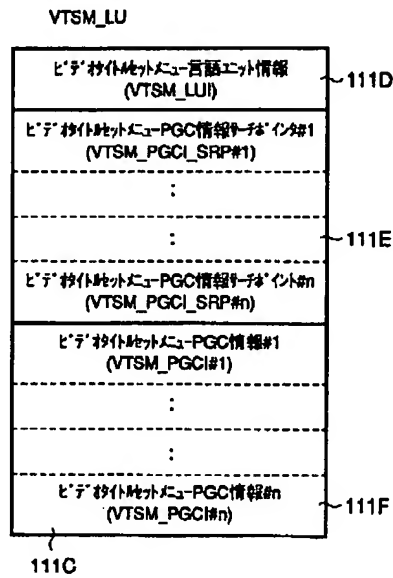 VTSM_LU
ビデオタイトルセットメニュー言語ユニット情報
(VTSM_LUI)
111D
ビデオタイトルセットメニューPGC情報サーチポインタ#1
(VTSM_PGCI_SRP#1)
:
:
111E
ビデオタイトルセットメニューPGC情報サーチポイント#n
(VTSM_PGCI_SRP#n)
ビデオタイトルセットメニューPGC情報#1
(VTSM_PGCI#1)
:
:
ビデオタイトルセットメニューPGC情報#n
(VTSM_PGCI#n)
111F
111C